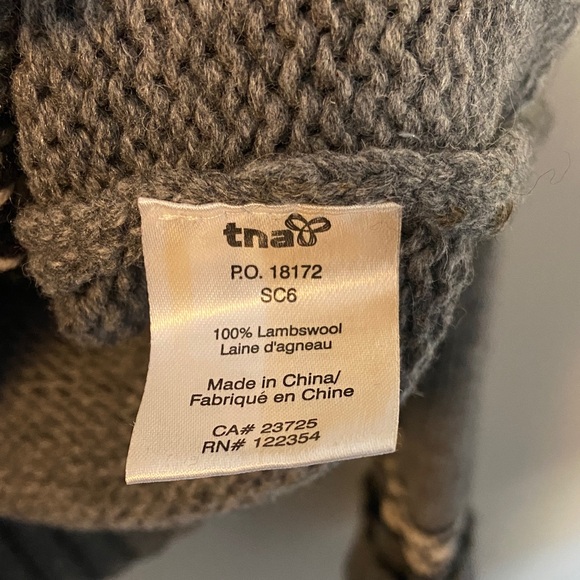 tna
P.O. 18172
SC6
100% Lambswool
Laine d'agneau
Made in China/
Fabriqué en Chine
CA# 23725
RN# 122354